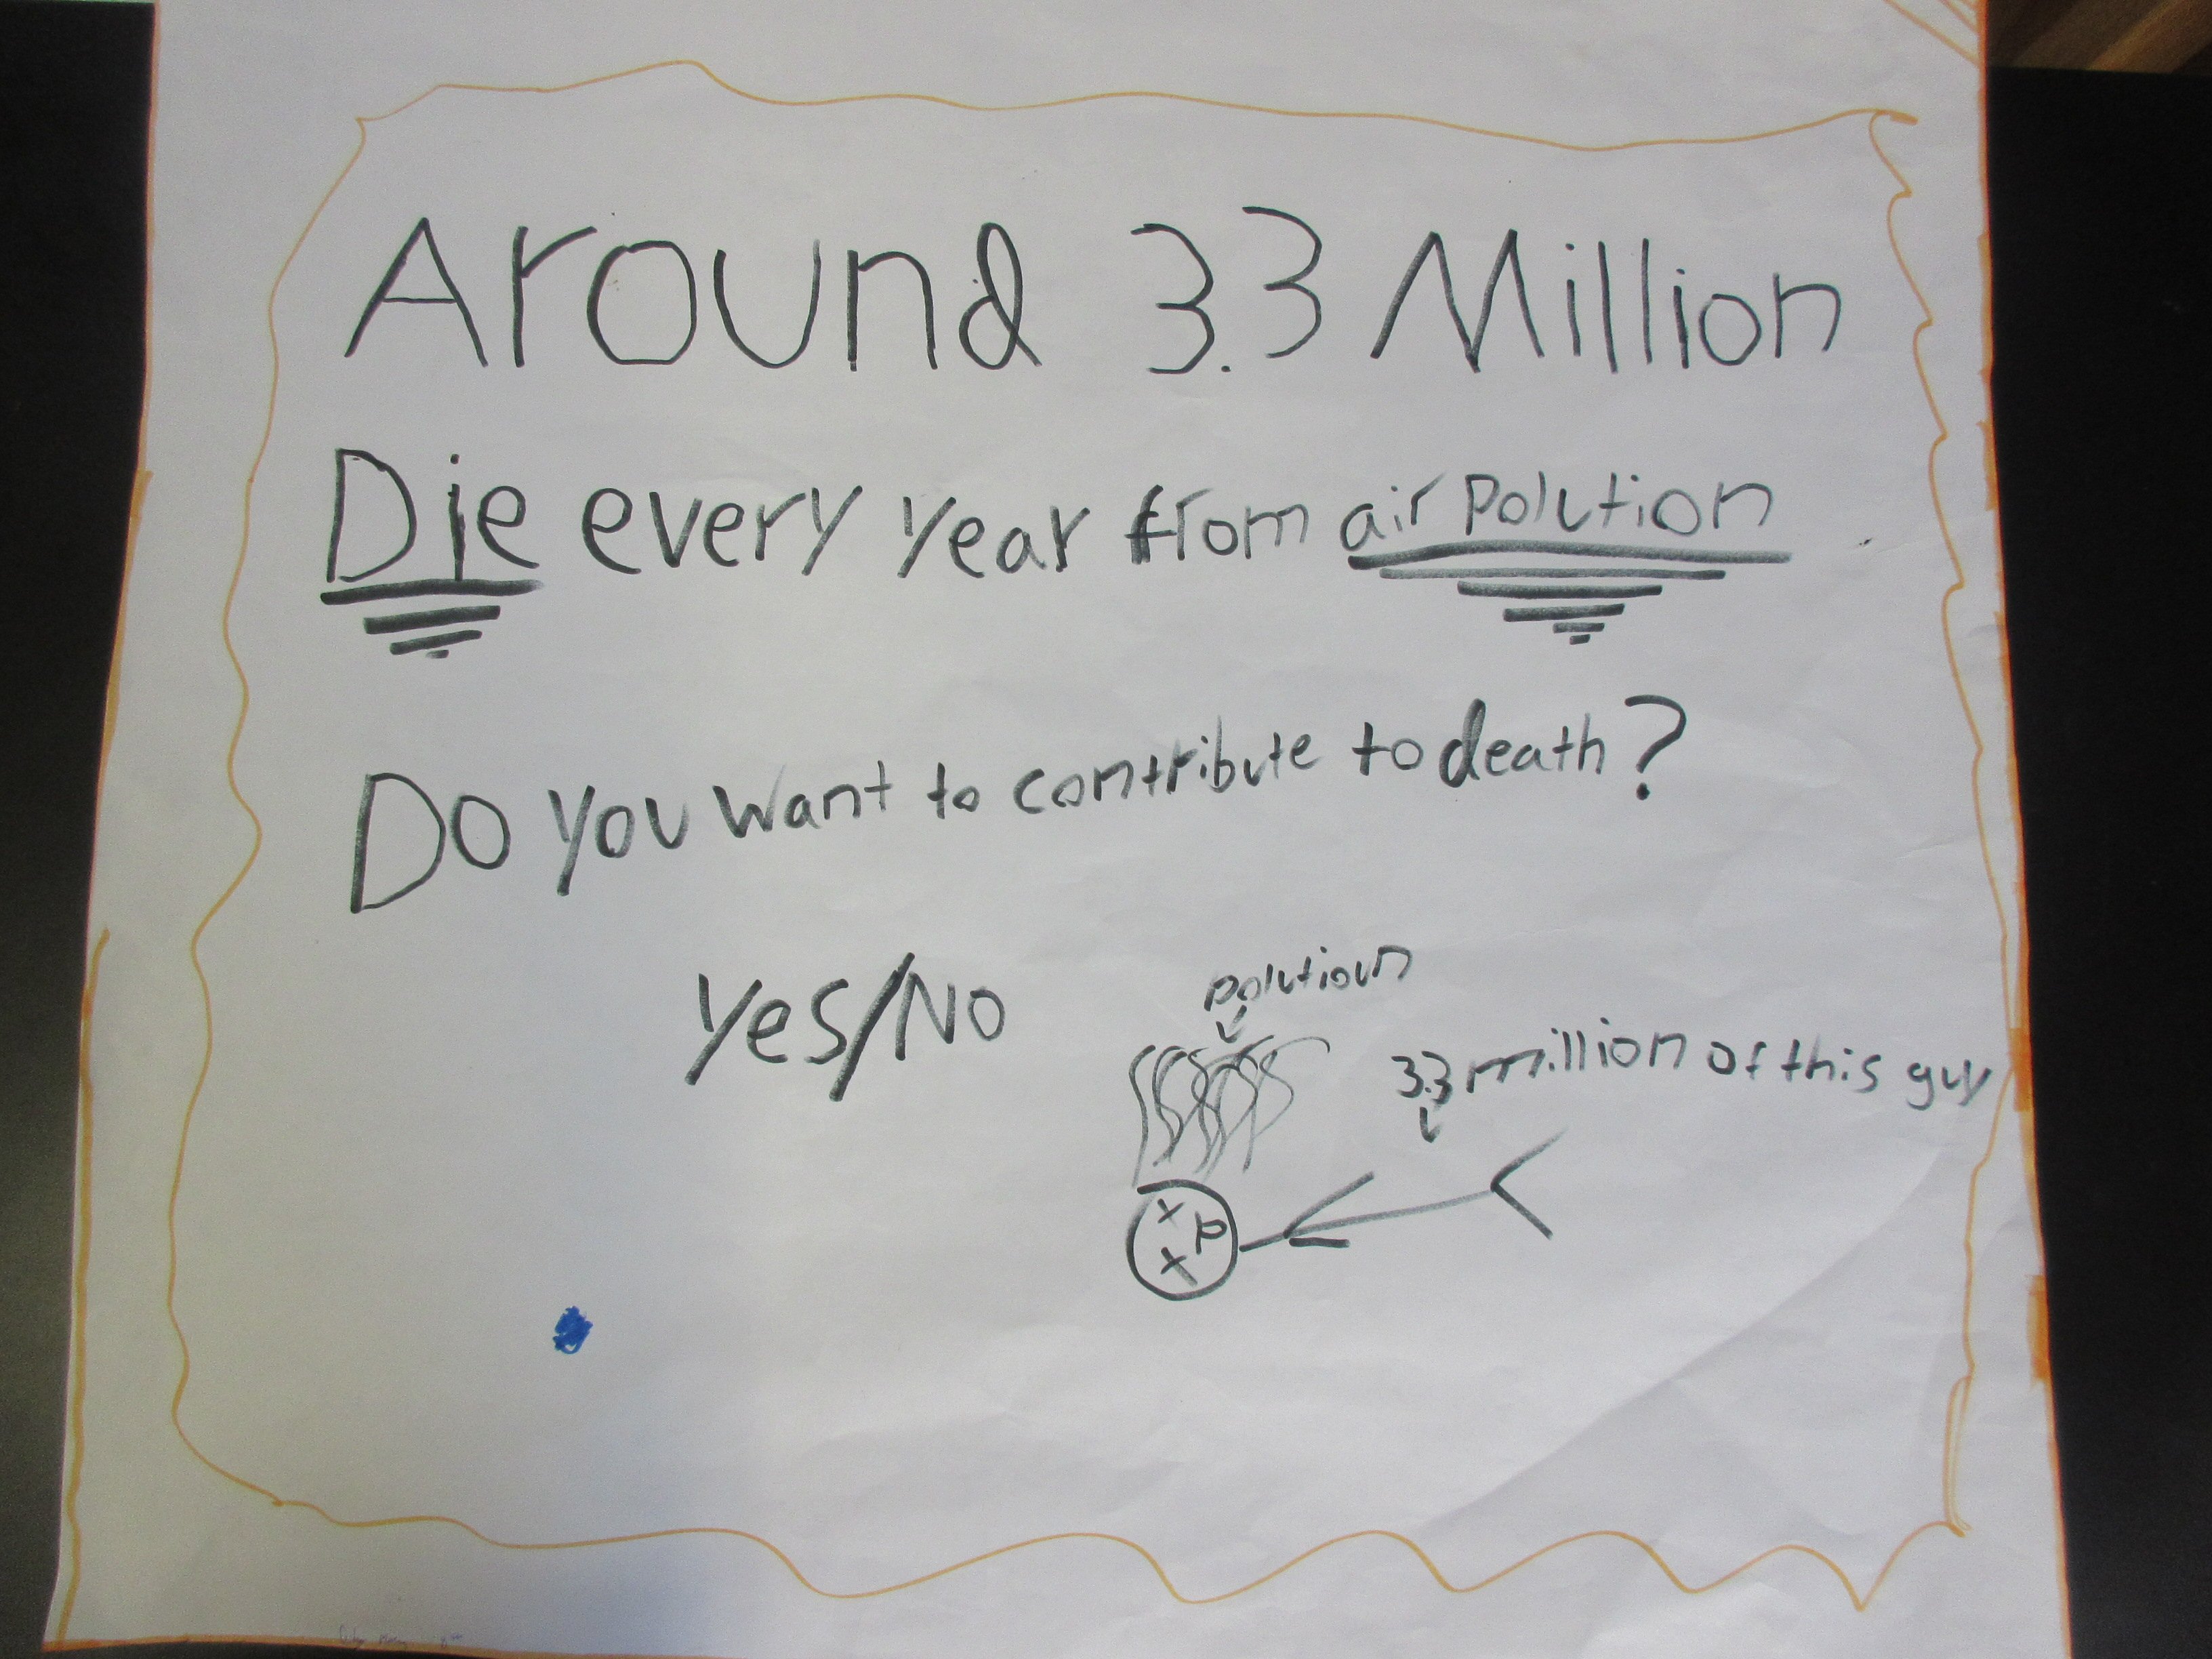 Around 3.3 Million
Die every year from air Polution
Do you want to contribute to death?
Yes/No
polution
3.3 million of this guy